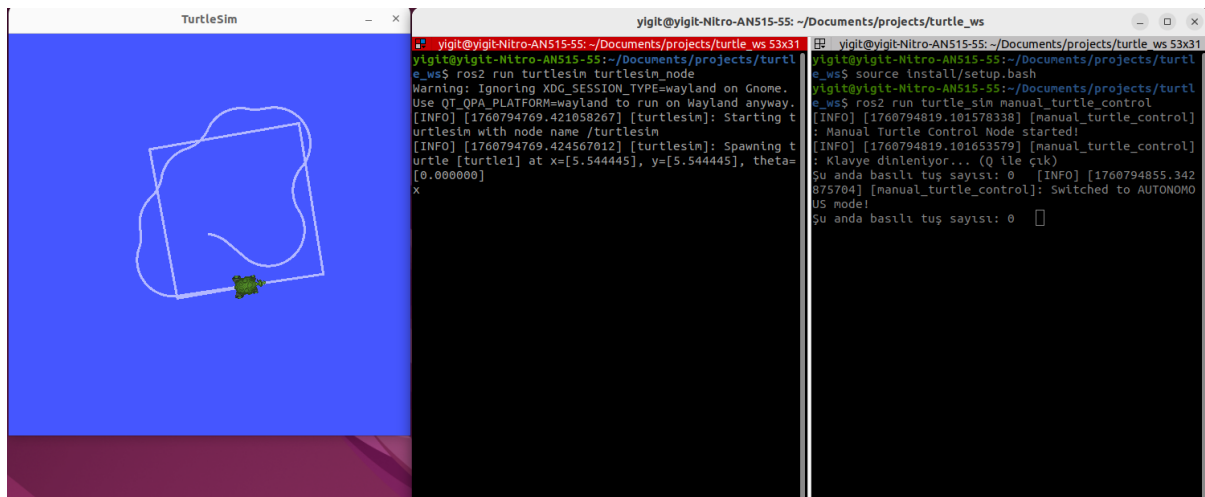 TurtleSim
yigit@yigit-Nitro-AN515-55: ~/Documents/projects/turtle_ws
yigit@yigit-Nitro-AN515-55: ~/Documents/projects/turtle_ws 53x31
yigit@yigit-Nitro-AN515-55:~/Documents/projects/turtl
e_ws$ ros2 run turtlesim turtlesim_node
Warning: Ignoring XDG_SESSION_TYPE=wayland on Gnome.
Use QT_QPA_PLATFORM=wayland to run on Wayland anyway.
[INFO] [1760794769.421058267] [turtlesim]: Starting t
urtlesim with node name /turtlesim
[INFO] [1760794769.424567012] [turtlesim]: Spawning t
urtle [turtle1] at x=[5.544445], y=[5.544445], theta=
[0.000000]
x
yigit@yigit-Nitro-AN515-55: ~/Documents/projects/turtle_ws 53x31
yigit@yigit-Nitro-AN515-55:~/Documents/projects/turtl
e_ws$ source install/setup.bash
yigit@yigit-Nitro-AN515-55:~/Documents/projects/turtl
e_ws$ ros2 run turtle_sim manual_turtle_control
[INFO] [1760794819.101578338] [manual_turtle_control]
: Manual Turtle Control Node started!
[INFO] [1760794819.101653579] [manual_turtle_control]
: Klavye dinleniyor... (Q ile çık)
Şu anda basılı tuş sayısı: 0   [INFO] [1760794855.342
875704] [manual_turtle_control]: Switched to AUTONOMO
US mode!
Şu anda basılı tuş sayısı: 0